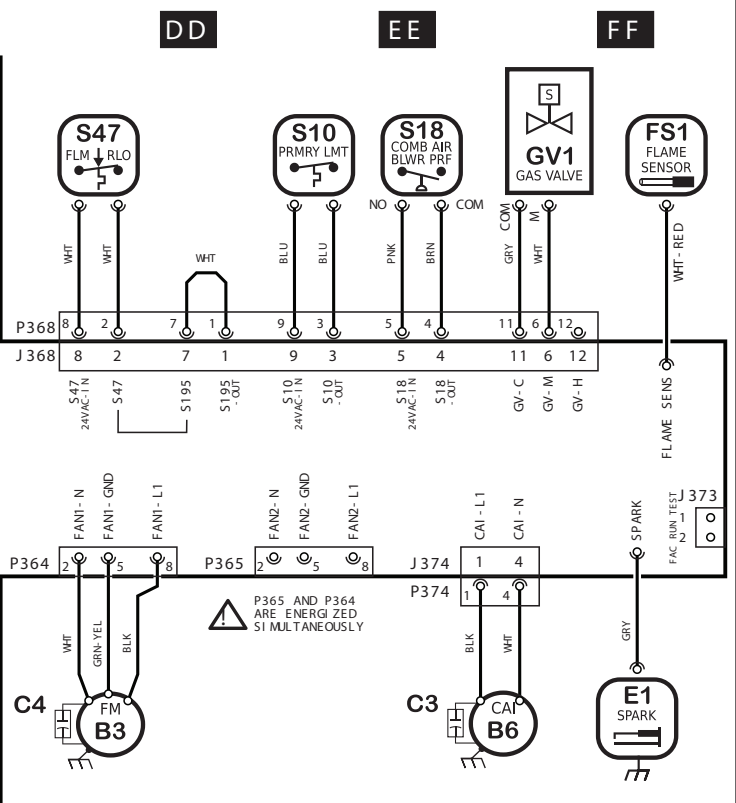 DD EE FF
S47
FLM RLO
S10
PRMRY LMT
S18
COMB AIR
BLWR PRF
S
GV1
GAS VALVE
FS1
FLAME
SENSOR
NO COM
COM M
WHT WHT WHT BLU BLU PNK BRN GRY WHT WHT-RED
P368 8 2 7 1 9 3 5 4 11 6 12
J368 8 2 7 1 9 3 5 4 11 6 12
S47
24VAC-IN
S47
S195
S195
-OUT
S10
24VAC-IN
S10
-OUT
S18
24VAC-IN
S18
-OUT
GV-C
GV-M
GV-H
FLAME SENS
FAN1-N
FAN1-GND
FAN1-L1
FAN2-N
FAN2-GND
FAN2-L1
CAI-L1
CAI-N
SPARK
FAC RUN TEST
J373
1
2
P364 2 5 8
P365 2 5 8
J374 1 4
P374 1 4
P365 AND P364
ARE ENERGIZED
SIMULTANEOUSLY
!
WHT GRN-YEL BLK BLK WHT GRY
C4
FM
B3
C3
CAI
B6
E1
SPARK